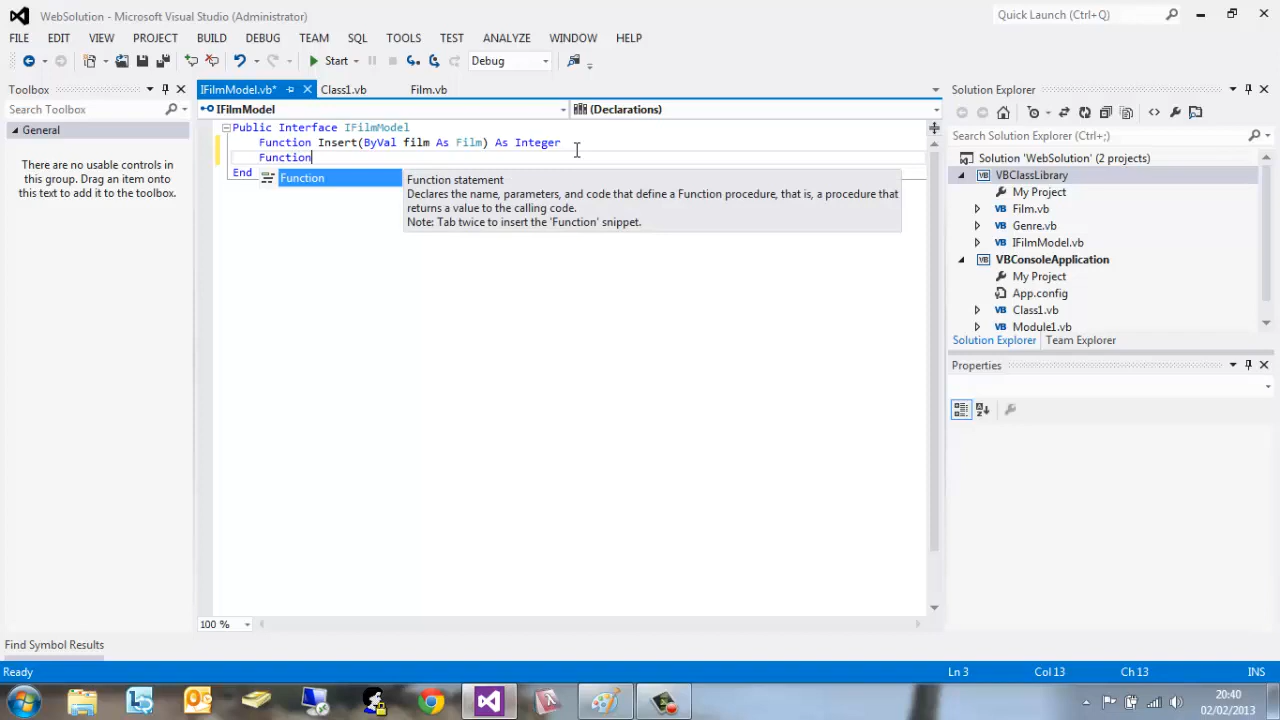 WebSolution - Microsoft Visual Studio (Administrator)
Quick Launch (Ctrl+Q)
FILE EDIT VIEW PROJECT BUILD DEBUG TEAM SQL TOOLS TEST ANALYZE WINDOW HELP
Start Debug
Toolbox
Search Toolbox
General
There are no usable controls in
this group. Drag an item onto
this text to add it to the toolbox.
IFilmModel.vb* Class1.vb Film.vb
IFilmModel (Declarations)
Public Interface IFilmModel
Function Insert(ByVal film As Film) As Integer
Function
End
Function
Function statement
Declares the name, parameters, and code that define a Function procedure, that is, a procedure that
returns a value to the calling code.
Note: Tab twice to insert the 'Function' snippet.
100 %
Solution Explorer
Search Solution Explorer (Ctrl+;)
Solution 'WebSolution' (2 projects)
VB VBClassLibrary
My Project
VB Film.vb
VB Genre.vb
VB IFilmModel.vb
VB VBConsoleApplication
My Project
App.config
VB Class1.vb
VB Module1.vb
Solution Explorer Team Explorer
Properties
Find Symbol Results
Ready Ln 3 Col 13 Ch 13 INS
20:40
02/02/2013